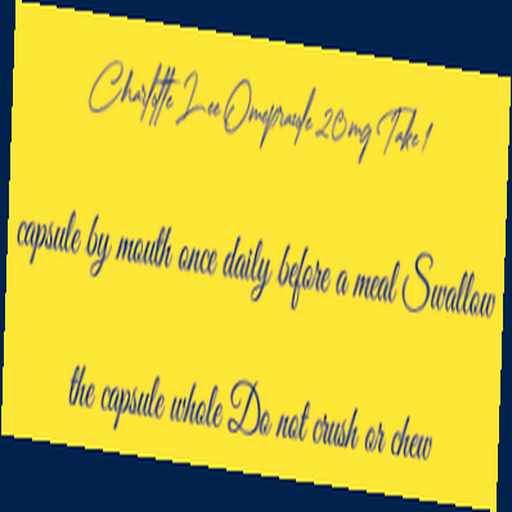 Charlotte Lee Omeprazole 20mg Take 1
capsule by mouth once daily before a meal Swallow
the capsule whole Do not crush or chew